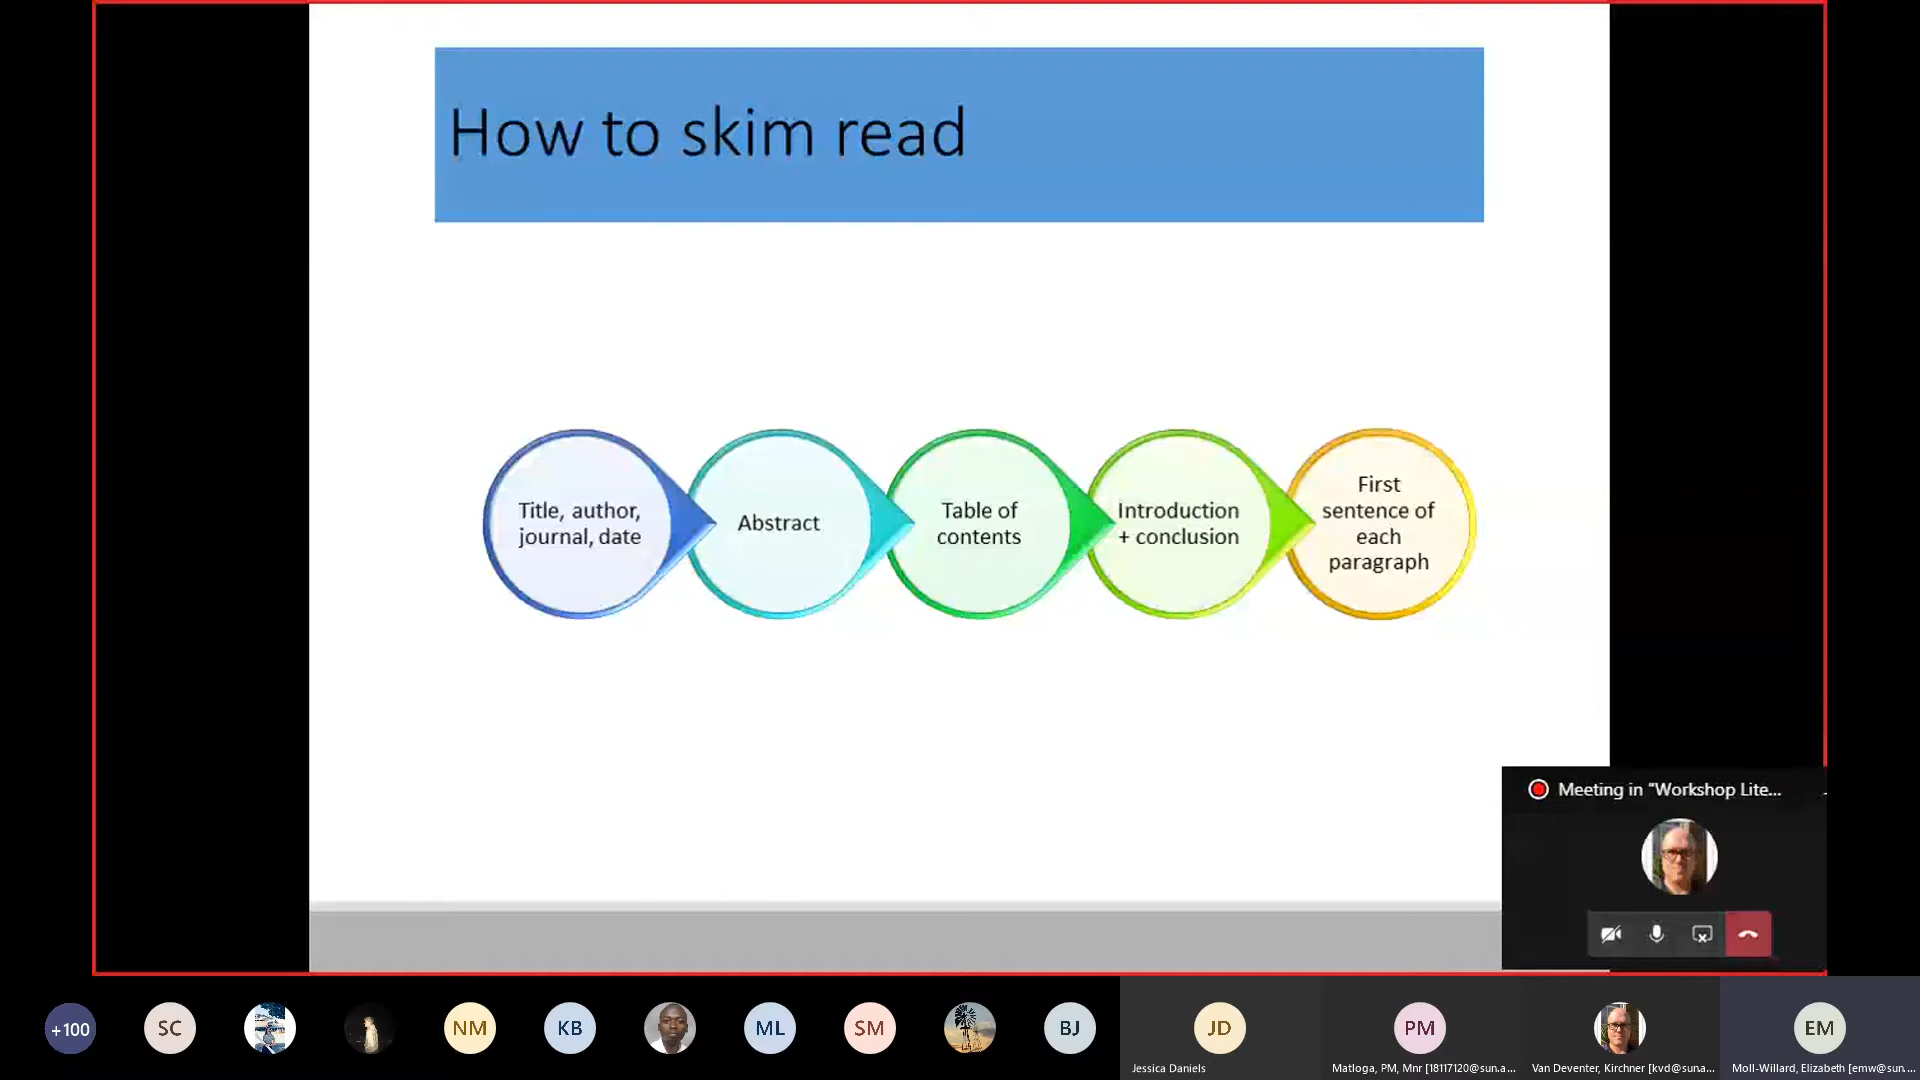 How to skim read
Title, author,
journal, date
Abstract
Table of
contents
Introduction
+ conclusion
First
sentence of
each
paragraph
Meeting in "Workshop Lite...
+100
SC
NM
KB
ML
SM
BJ
JD
PM
EM
Jessica Daniels
Matloga, PM, Mnr [18117120@sun.a...
Van Deventer, Kirchner [kvd@suna...
Moll-Willard, Elizabeth [emw@sun....